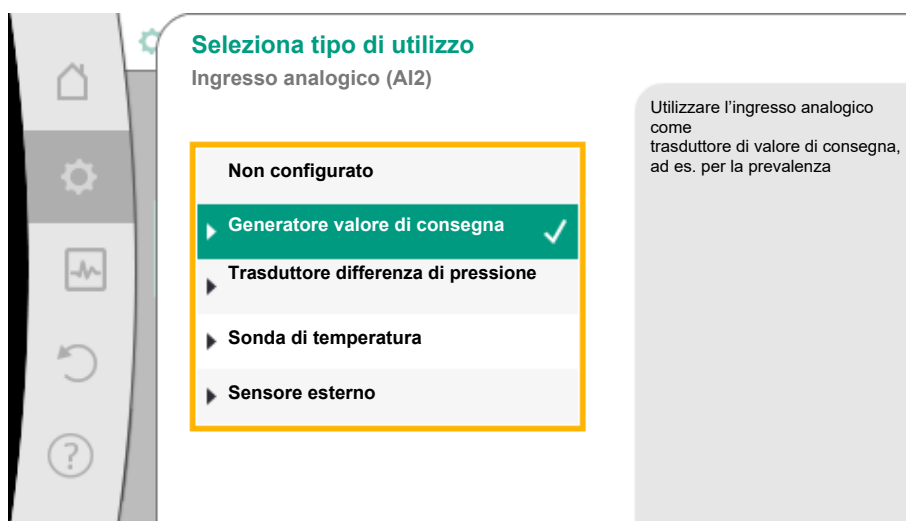 Seleziona tipo di utilizzo
Ingresso analogico (AI2)
Non configurato
Generatore valore di consegna
Trasduttore differenza di pressione
Sonda di temperatura
Sensore esterno
Utilizzare l'ingresso analogico
come
trasduttore di valore di consegna,
ad es. per la prevalenza